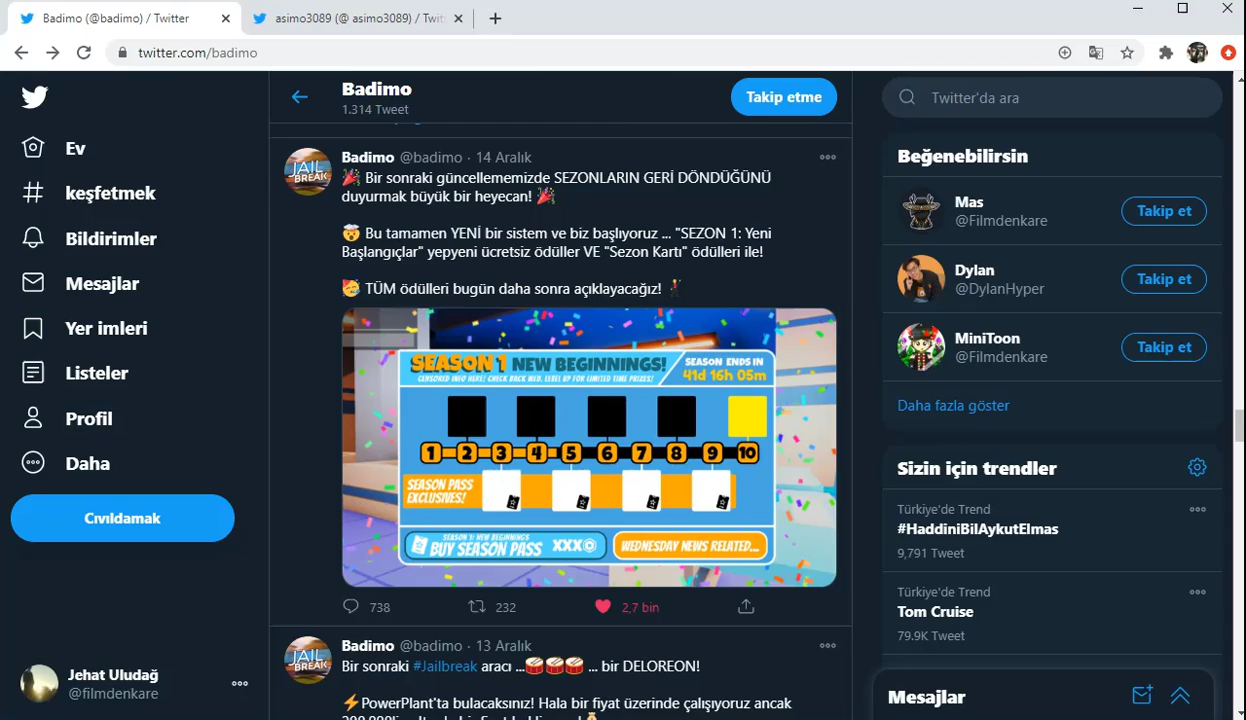 Badimo (@badimo) / Twitter
asimo3089 (@ asimo3089) / Twit
twitter.com/badimo
Ev
keşfetmek
Bildirimler
Mesajlar
Yer imleri
Listeler
Profil
Daha
Cıvıldamak
Jehat Uludağ
@filmdenkare
Badimo
1.314 Tweet
Takip etme
Badimo @badimo · 14 Aralık
Bir sonraki güncellememizde SEZONLARIN GERİ DÖNDÜĞÜNÜ
duyurmak büyük bir heyecan!
Bu tamamen YENİ bir sistem ve biz başlıyoruz ... "SEZON 1: Yeni
Başlangıçlar" yepyeni ücretsiz ödüller VE "Sezon Kartı" ödülleri ile!
TÜM ödülleri bugün daha sonra açıklayacağız!
SEASON 1 NEW BEGINNINGS!
CENSORED INFO HERE! CHECK BACK WED. LEVEL UP FOR LIMITED TIME PRIZES!
SEASON ENDS IN
41d 16h 05m
1 2 3 4 5 6 7 8 9 10
SEASON PASS
EXCLUSIVES!
SEASON 1: NEW BEGINNINGS
BUY SEASON PASS XXX
WEDNESDAY NEWS RELATED...
738 232 2,7 bin
JAIL
BREAK
Badimo @badimo · 13 Aralık
Bir sonraki #Jailbreak aracı ... ... bir DELOREON!
PowerPlant'ta bulacaksınız! Hala bir fiyat üzerinde çalışıyoruz ancak
Twitter'da ara
Beğenebilirsin
Mas
@Filmdenkare
Takip et
Dylan
@DylanHyper
Takip et
MiniToon
@Filmdenkare
Takip et
Daha fazla göster
Sizin için trendler
Türkiye'de Trend
#HaddiniBilAykutElmas
9,791 Tweet
Türkiye'de Trend
Tom Cruise
79.9K Tweet
Mesajlar